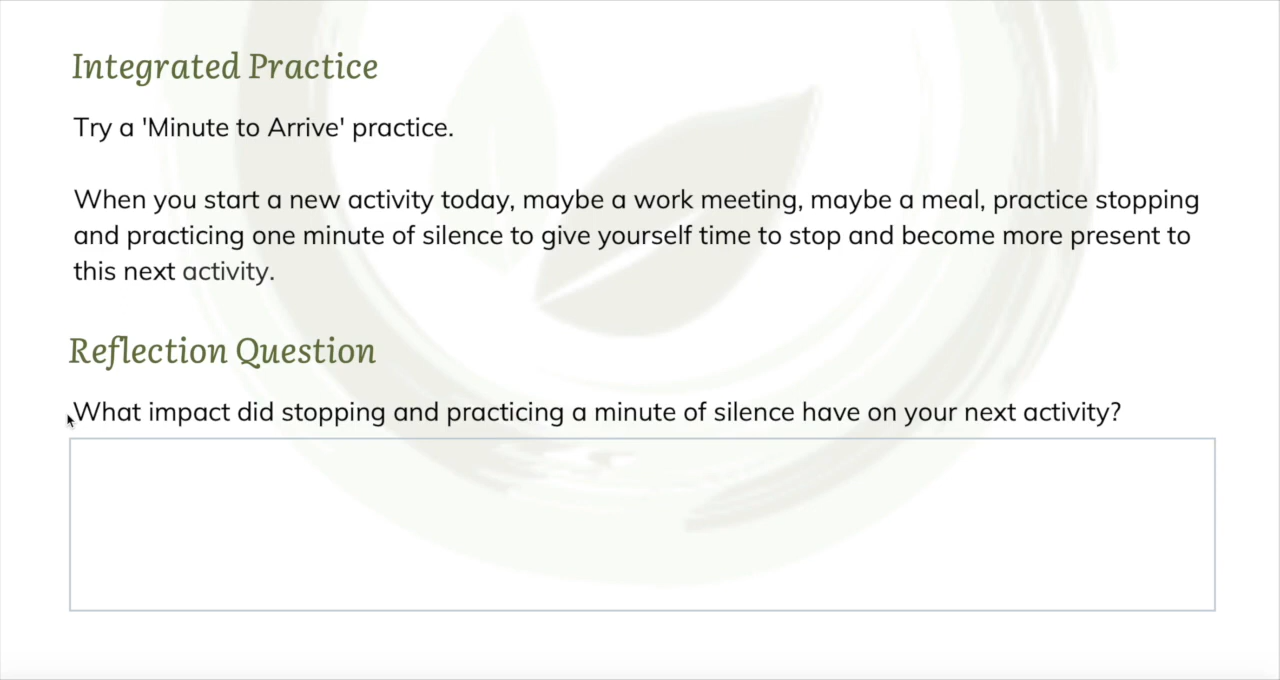 Integrated Practice
Try a 'Minute to Arrive' practice.
When you start a new activity today, maybe a work meeting, maybe a meal, practice stopping
and practicing one minute of silence to give yourself time to stop and become more present to
this next activity.
Reflection Question
What impact did stopping and practicing a minute of silence have on your next activity?